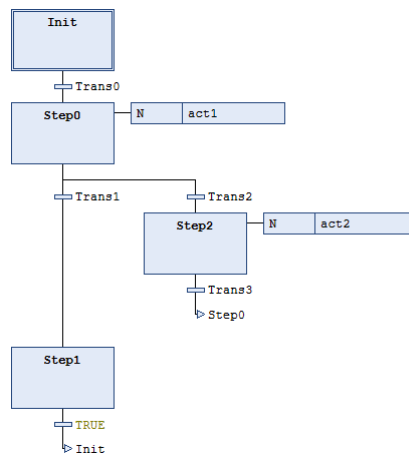 Init
Trans0
Step0
N act1
Trans1
Trans2
Step2
N act2
Trans3
Step0
Step1
TRUE
Init